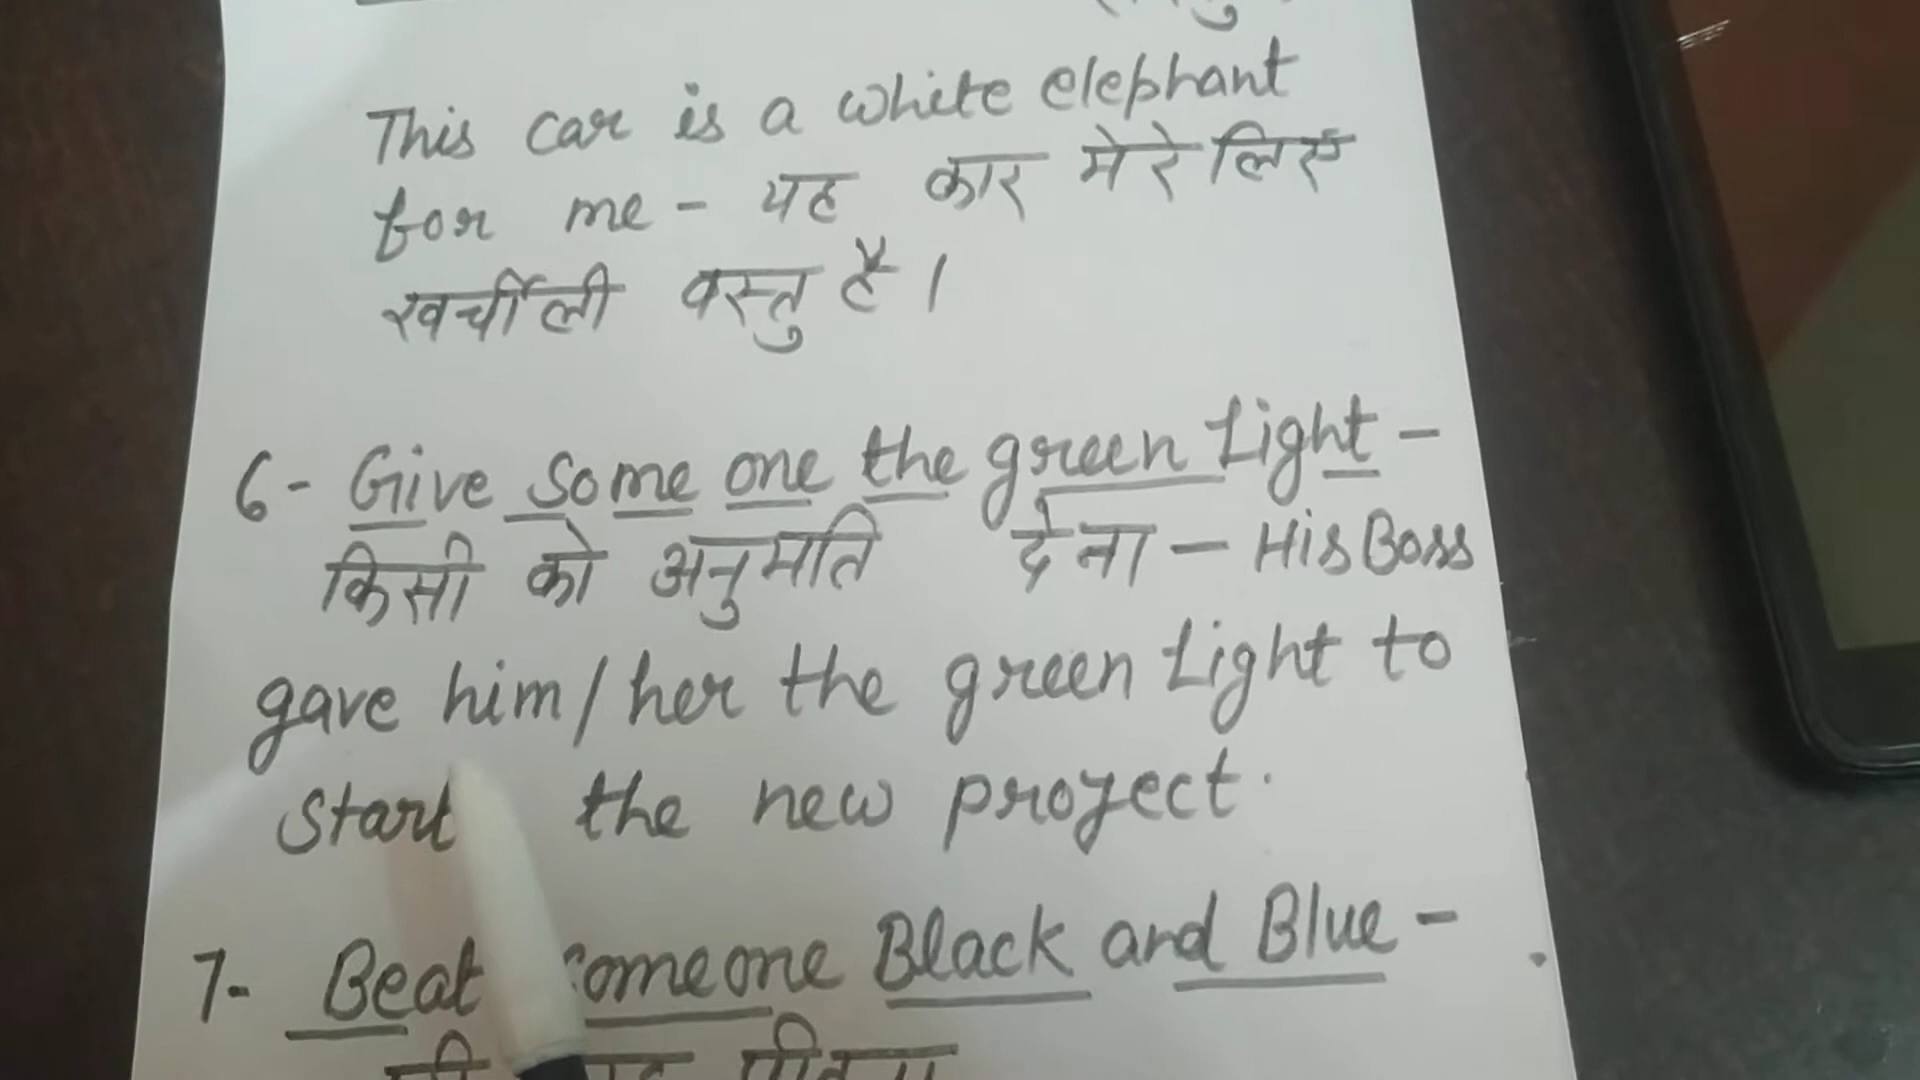 This car is a white elephant
for me - यह कार मेरे लिए
खर्चीली वस्तु है।
6- Give Some one the green Light -
किसी को अनुमति देना - His Boss
gave him/her the green Light to
start the new project.
7- Beat someone Black and Blue -